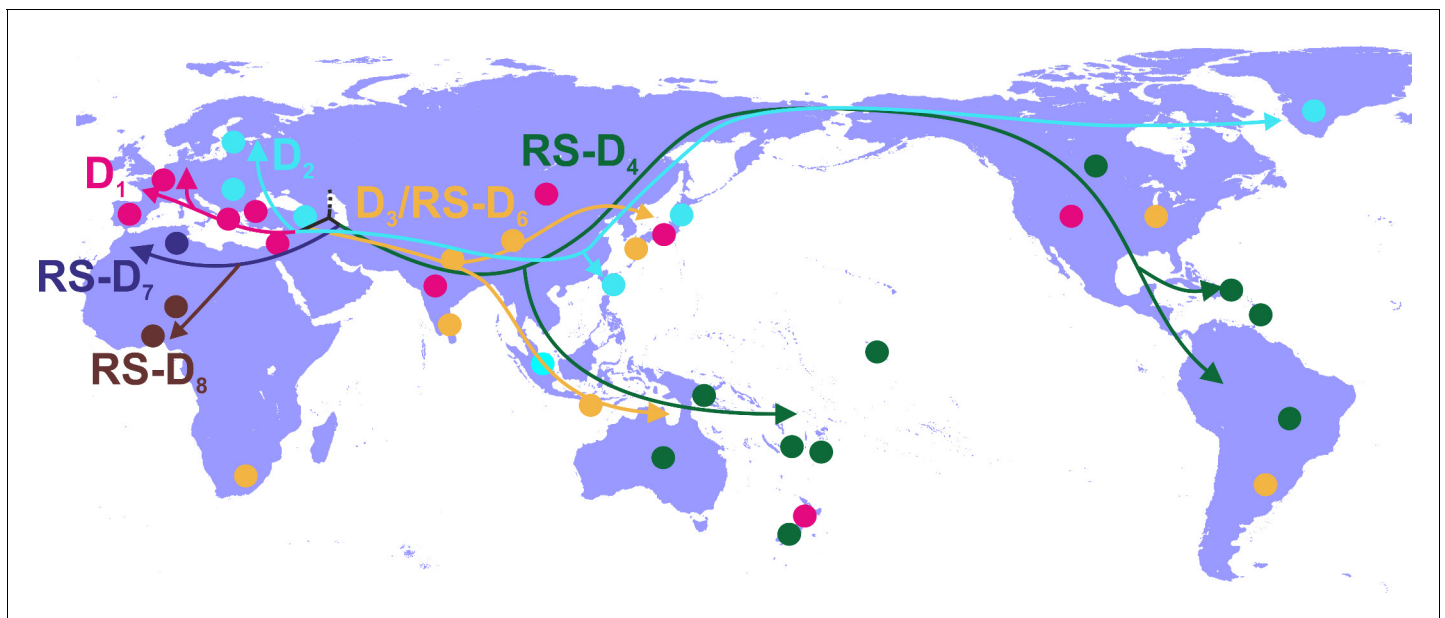 RS-D₄
D₁
D₂
D₃/RS-D₆
RS-D₇
RS-D₈